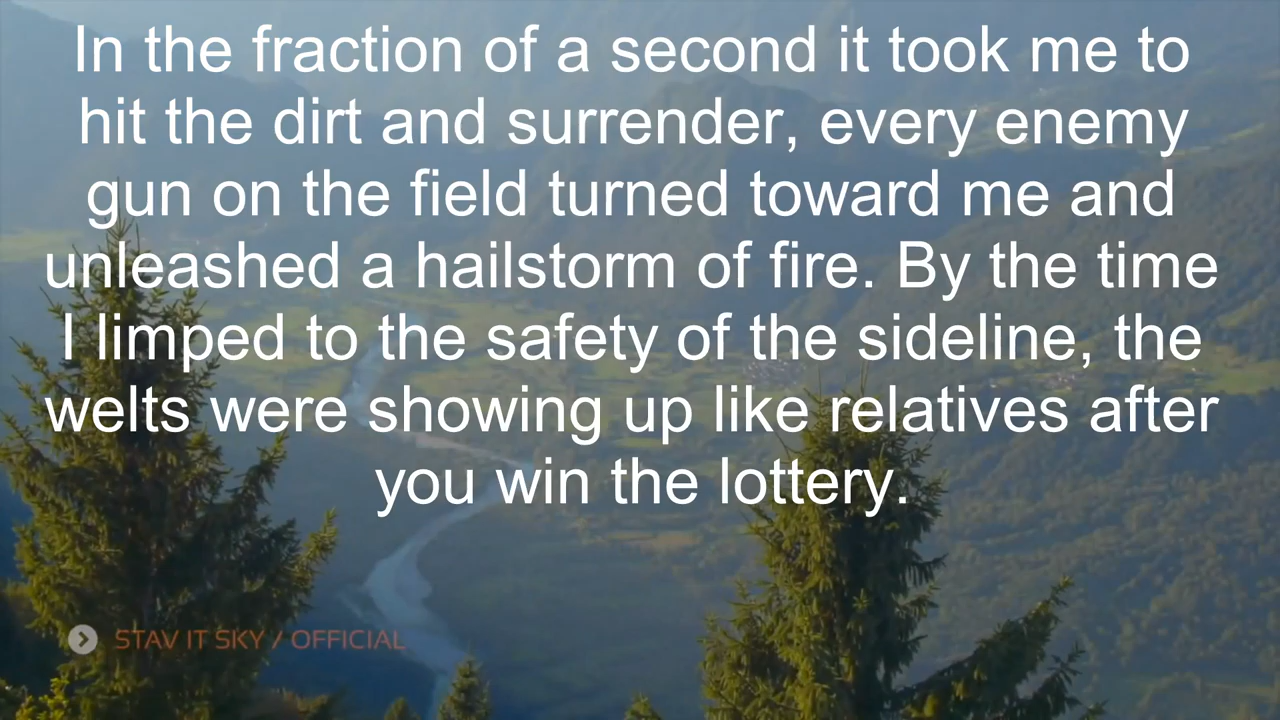 In the fraction of a second it took me to
hit the dirt and surrender, every enemy
gun on the field turned toward me and
unleashed a hailstorm of fire. By the time
I limped to the safety of the sideline, the
welts were showing up like relatives after
you win the lottery.
STAV IT SKY / OFFICIAL